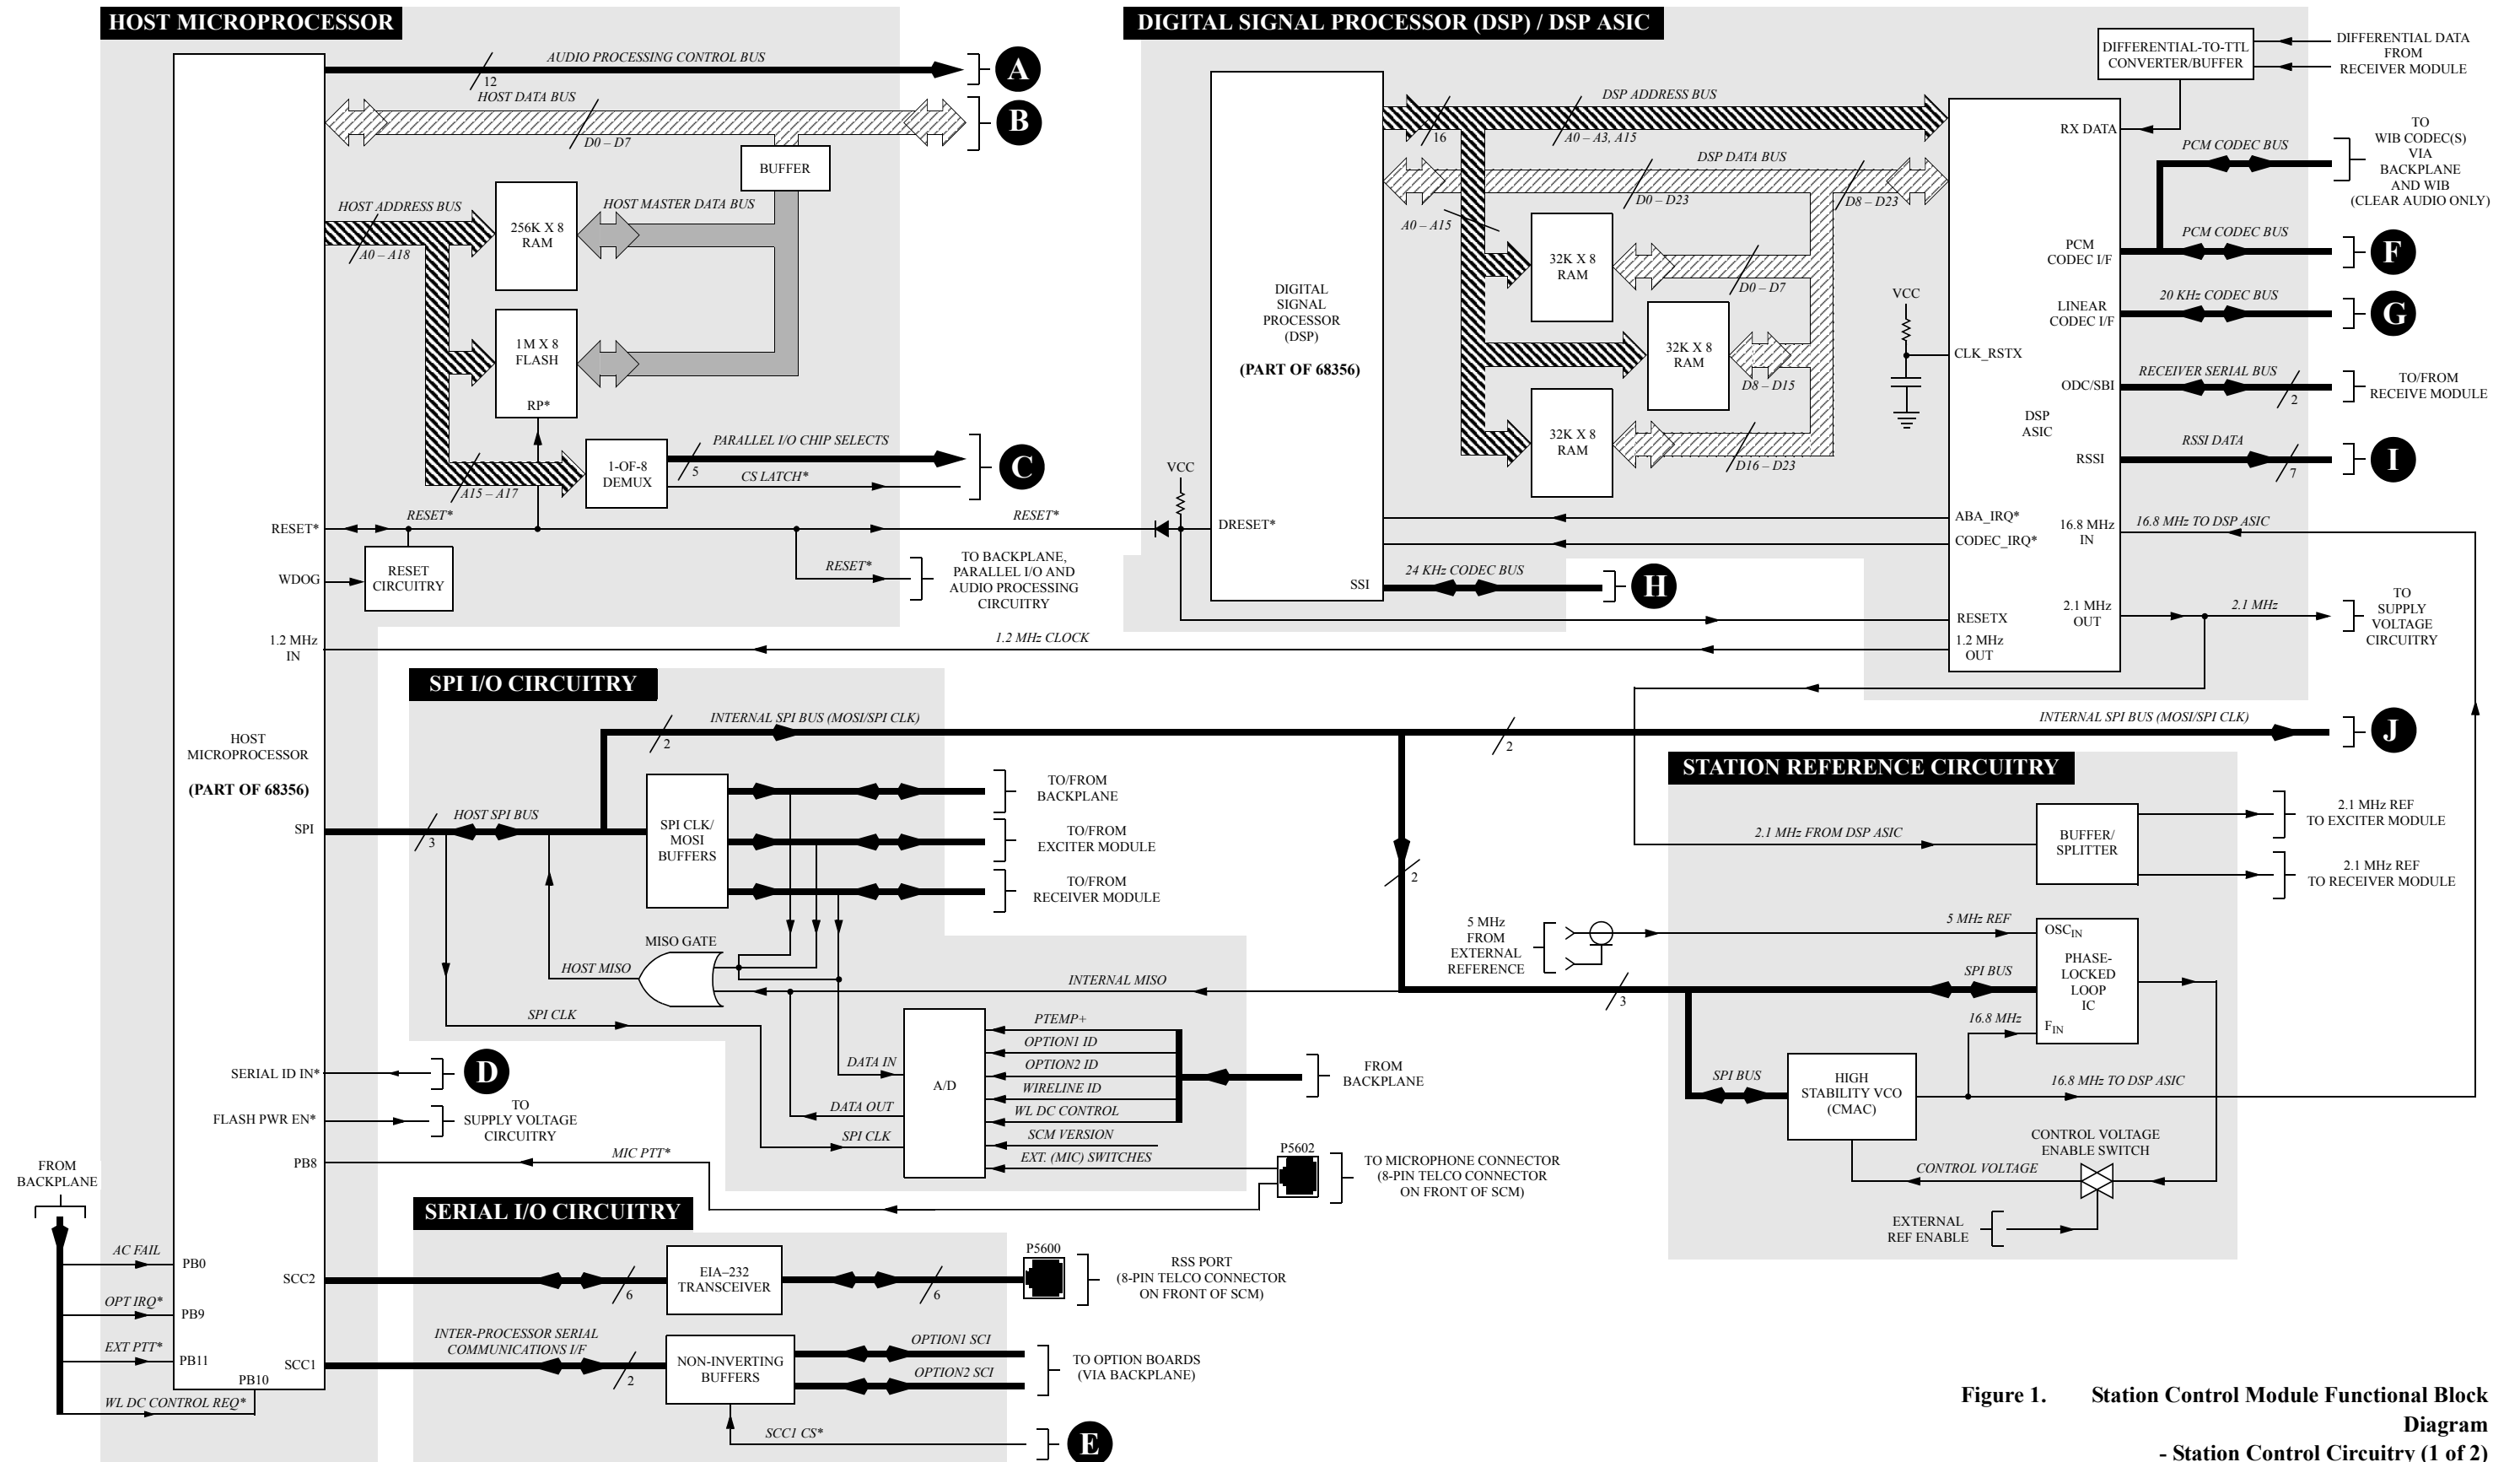 HOST MICROPROCESSOR
AUDIO PROCESSING CONTROL BUS
12
A
HOST DATA BUS
D0 – D7
B
BUFFER
HOST ADDRESS BUS
A0 – A18
256K X 8
RAM
HOST MASTER DATA BUS
1M X 8
FLASH
RP*
1-OF-8
DEMUX
A15 – A17
PARALLEL I/O CHIP SELECTS
5
CS LATCH*
C
RESET*
RESET*
RESET*
WDOG
RESET
CIRCUITRY
RESET*
TO BACKPLANE,
PARALLEL I/O AND
AUDIO PROCESSING
CIRCUITRY
1.2 MHz
IN
1.2 MHz CLOCK
HOST
MICROPROCESSOR
(PART OF 68356)
SPI
SERIAL ID IN*
D
FLASH PWR EN*
TO
SUPPLY VOLTAGE
CIRCUITRY
PB8
MIC PTT*
FROM
BACKPLANE
AC FAIL
PB0
OPT IRQ*
PB9
EXT PTT*
PB11
PB10
WL DC CONTROL REQ*
SCC2
SCC1
DIGITAL SIGNAL PROCESSOR (DSP) / DSP ASIC
DIGITAL
SIGNAL
PROCESSOR
(DSP)
(PART OF 68356)
VCC
DRESET*
SSI
16
DSP ADDRESS BUS
A0 – A3, A15
DSP DATA BUS
D0 – D23
D8 – D23
A0 – A15
32K X 8
RAM
D0 – D7
32K X 8
RAM
D8 – D15
32K X 8
RAM
D16 – D23
24 KHz CODEC BUS
H
VCC
DIFFERENTIAL-TO-TTL
CONVERTER/BUFFER
DIFFERENTIAL DATA
FROM
RECEIVER MODULE
RX DATA
PCM CODEC BUS
TO
WIB CODEC(S)
VIA
BACKPLANE
AND WIB
(CLEAR AUDIO ONLY)
PCM
CODEC I/F
PCM CODEC BUS
F
LINEAR
CODEC I/F
20 KHz CODEC BUS
G
CLK_RSTX
ODC/SBI
RECEIVER SERIAL BUS
2
TO/FROM
RECEIVE MODULE
DSP
ASIC
RSSI
RSSI DATA
7
I
ABA_IRQ*
CODEC_IRQ*
16.8 MHz
IN
16.8 MHz TO DSP ASIC
2.1 MHz
OUT
2.1 MHz
TO
SUPPLY
VOLTAGE
CIRCUITRY
RESETX
1.2 MHz
OUT
SPI I/O CIRCUITRY
2
INTERNAL SPI BUS (MOSI/SPI CLK)
2
INTERNAL SPI BUS (MOSI/SPI CLK)
J
HOST SPI BUS
3
SPI CLK/
MOSI
BUFFERS
TO/FROM
BACKPLANE
TO/FROM
EXCITER MODULE
TO/FROM
RECEIVER MODULE
2
MISO GATE
HOST MISO
INTERNAL MISO
SPI CLK
A/D
DATA IN
DATA OUT
SPI CLK
PTEMP+
OPTION1 ID
OPTION2 ID
WIRELINE ID
WL DC CONTROL
SCM VERSION
EXT. (MIC) SWITCHES
FROM
BACKPLANE
P5602
TO MICROPHONE CONNECTOR
(8-PIN TELCO CONNECTOR
ON FRONT OF SCM)
STATION REFERENCE CIRCUITRY
2.1 MHz FROM DSP ASIC
BUFFER/
SPLITTER
2.1 MHz REF
TO EXCITER MODULE
2.1 MHz REF
TO RECEIVER MODULE
5 MHz
FROM
EXTERNAL
REFERENCE
5 MHz REF
OSCIN
PHASE-
LOCKED
LOOP
IC
FIN
SPI BUS
3
16.8 MHz
SPI BUS
HIGH
STABILITY VCO
(CMAC)
16.8 MHz TO DSP ASIC
CONTROL VOLTAGE
ENABLE SWITCH
CONTROL VOLTAGE
EXTERNAL
REF ENABLE
SERIAL I/O CIRCUITRY
6
EIA–232
TRANSCEIVER
6
P5600
RSS PORT
(8-PIN TELCO CONNECTOR
ON FRONT OF SCM)
INTER-PROCESSOR SERIAL
COMMUNICATIONS I/F
2
NON-INVERTING
BUFFERS
OPTION1 SCI
OPTION2 SCI
TO OPTION BOARDS
(VIA BACKPLANE)
SCC1 CS*
E
Figure 1. Station Control Module Functional Block
Diagram
- Station Control Circuitry (1 of 2)